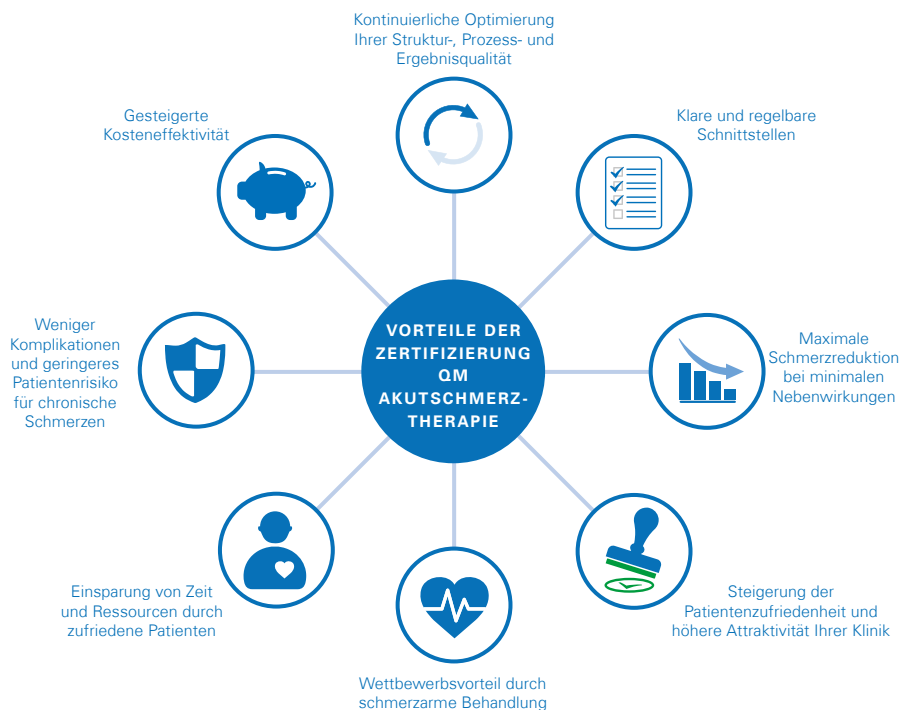 Kontinuierliche Optimierung
Ihrer Struktur-, Prozess- und
Ergebnisqualität
Gesteigerte
Kosteneffektivität
Klare und regelbare
Schnittstellen
Weniger
Komplikationen
und geringeres
Patientenrisiko
für chronische
Schmerzen
VORTEILE DER
ZERTIFIZIERUNG
QM
AKUTSCHMERZ-
THERAPIE
Maximale
Schmerzreduktion
bei minimalen
Nebenwirkungen
Einsparung von Zeit
und Ressourcen durch
zufriedene Patienten
Steigerung der
Patientenzufriedenheit und
höhere Attraktivität Ihrer Klinik
Wettbewerbsvorteil durch
schmerzarme Behandlung